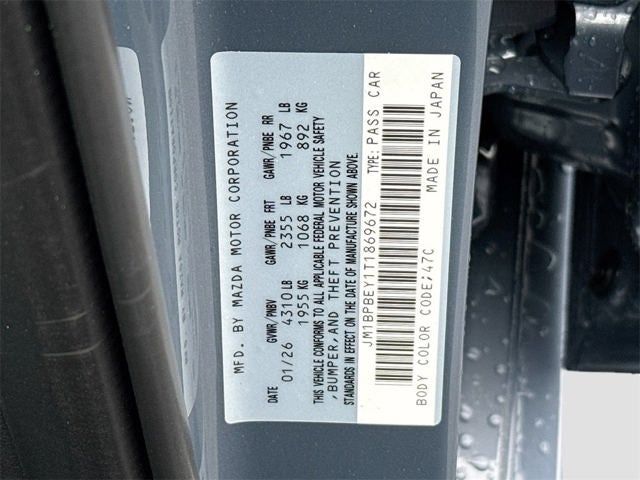 MFD. BY MAZDA MOTOR CORPORATION
DATE GVWR/PNBV GAWR/PNBE FRT GAWR/PNBE RR
01/26 4310 LB 2355 LB 1967 LB
1955 KG 1068 KG 892 KG
THIS VEHICLE CONFORMS TO ALL APPLICABLE FEDERAL MOTOR VEHICLE SAFETY
,BUMPER,AND THEFT PREVENTION
STANDARDS IN EFFECT ON THE DATE OF MANUFACTURE SHOWN ABOVE.
JM1BPBEY1T1869672 TYPE: PASS CAR
BODY COLOR CODE;47C MADE IN JAPAN